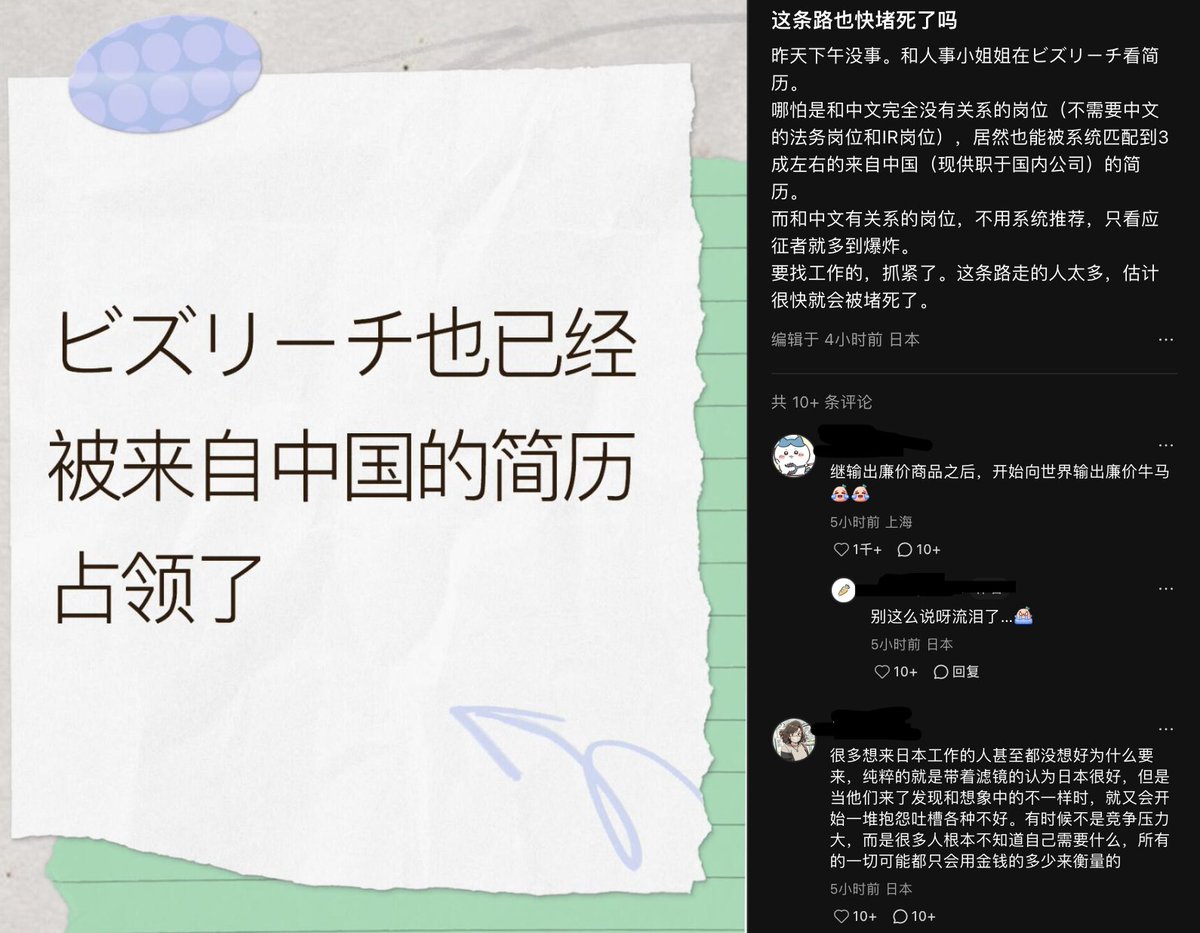 ビズリーチ也已经
被来自中国的简历
占领了
这条路也快堵死了吗
昨天下午没事。和人事小姐姐在ビズリーチ看简
历。
哪怕是和中文完全没有关系的岗位（不需要中文
的法务岗位和IR岗位），居然也能被系统匹配到3
成左右的来自中国（现供职于国内公司）的简
历。
而和中文有关系的岗位，不用系统推荐，只看应
征者就多到爆炸。
要找工作的，抓紧了。这条路走的人太多，估计
很快就会被堵死了。
编辑于 4小时前 日本
共 10+ 条评论
继输出廉价商品之后，开始向世界输出廉价牛马
5小时前 上海
1千+ 10+
别这么说呀流泪了...
5小时前 日本
10+ 回复
很多想来日本工作的人甚至都没想好为什么要
来，纯粹的就是带着滤镜的认为日本很好，但是
当他们来了发现和想象中的不一样时，就又会开
始一堆抱怨吐槽各种不好。有时候不是竞争压力
大，而是很多人根本不知道自己需要什么，所有
的一切可能都只会用金钱的多少来衡量的
5小时前 日本
10+ 10+